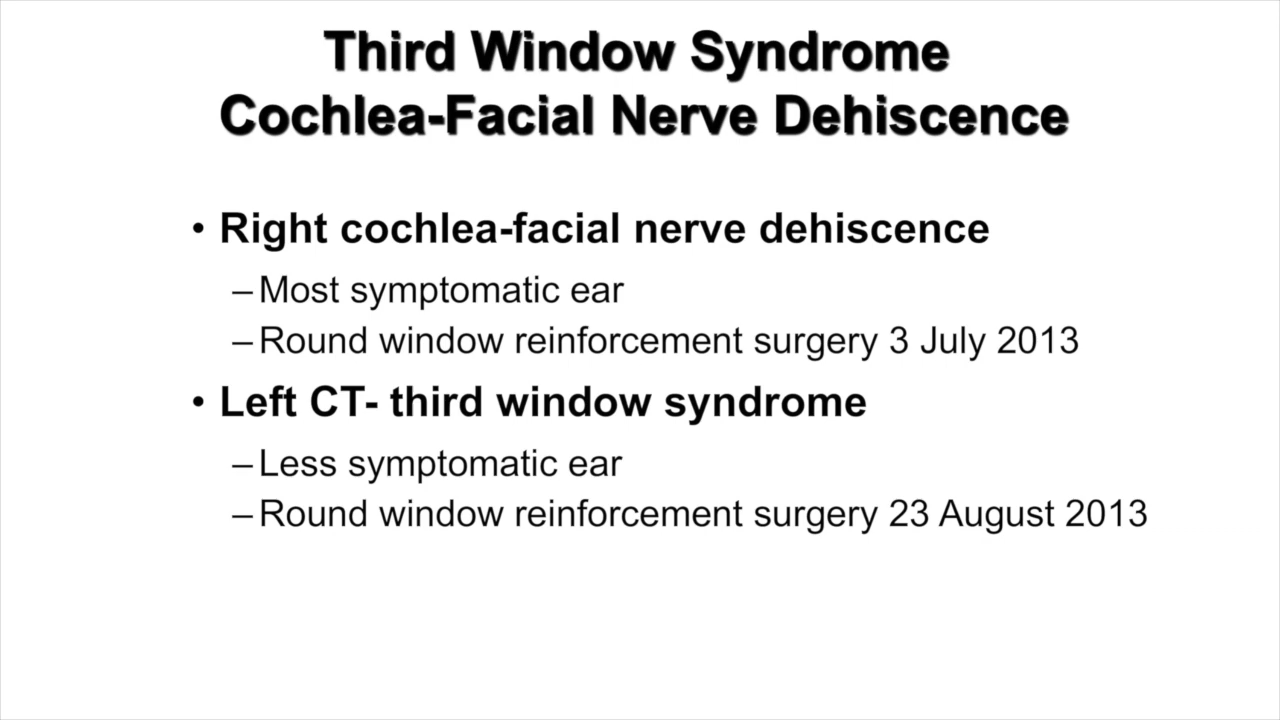 Third Window Syndrome
Cochlea-Facial Nerve Dehiscence
• Right cochlea-facial nerve dehiscence
– Most symptomatic ear
– Round window reinforcement surgery 3 July 2013
• Left CT- third window syndrome
– Less symptomatic ear
– Round window reinforcement surgery 23 August 2013